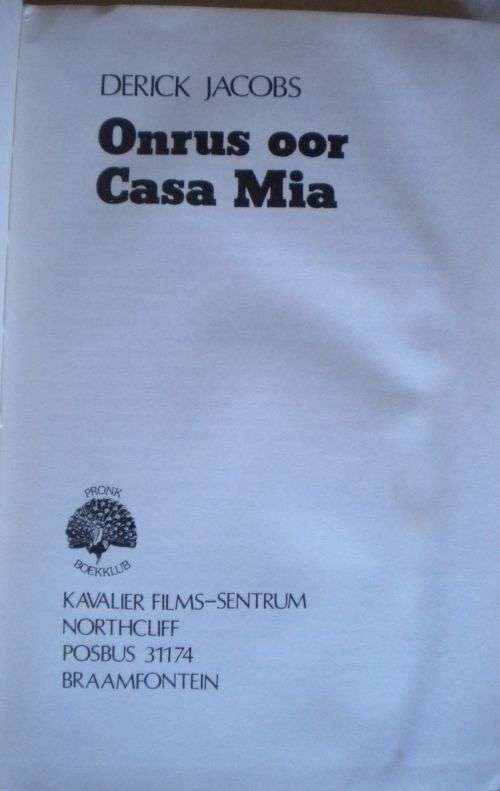 DERICK JACOBS
Onrus oor
Casa Mia
PRONK
BOEKKLUB
KAVALIER FILMS-SENTRUM
NORTHCLIFF
POSBUS 31174
BRAAMFONTEIN